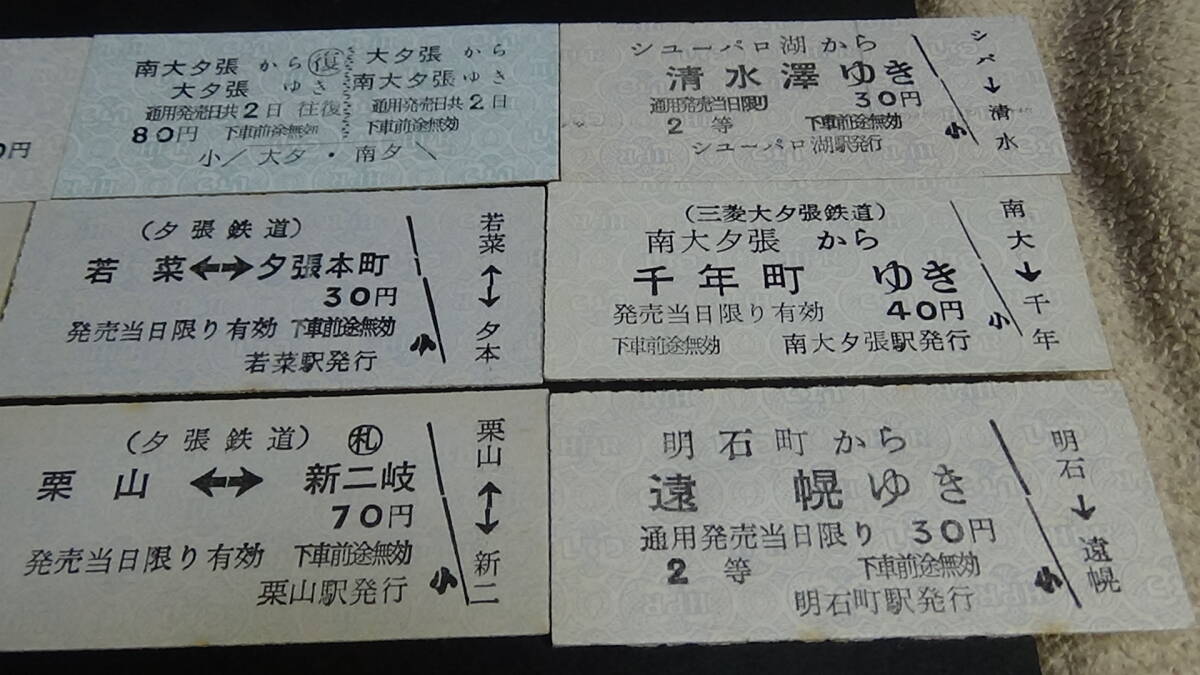 0円
南大夕張から
大夕張ゆき
復
大夕張から
南大夕張ゆき
通用発売日共2日 往復
通用発売日共2日
80円 下車前途無効
下車前途無効
小/大夕・南夕\
シューパロ湖から
清水澤ゆき
通用発売当日限り 30円
2等 下車前途無効
シューパロ湖駅発行
シパ↓清水
小
(夕張鉄道)
若菜↔夕張本町
30円
発売当日限り有効 下車前途無効
若菜駅発行
若菜↔夕本
小
(三菱大夕張鉄道)
南大夕張から
千年町ゆき
発売当日限り有効 40円
下車前途無効 南大夕張駅発行
南大↓千年
小
(夕張鉄道) ㊑
栗山↔新二岐
70円
発売当日限り有効 下車前途無効
栗山駅発行
栗山↔新二
小
明石町から
遠幌ゆき
通用発売当日限り 30円
2等 下車前途無効
明石町駅発行
明石↓遠幌
小